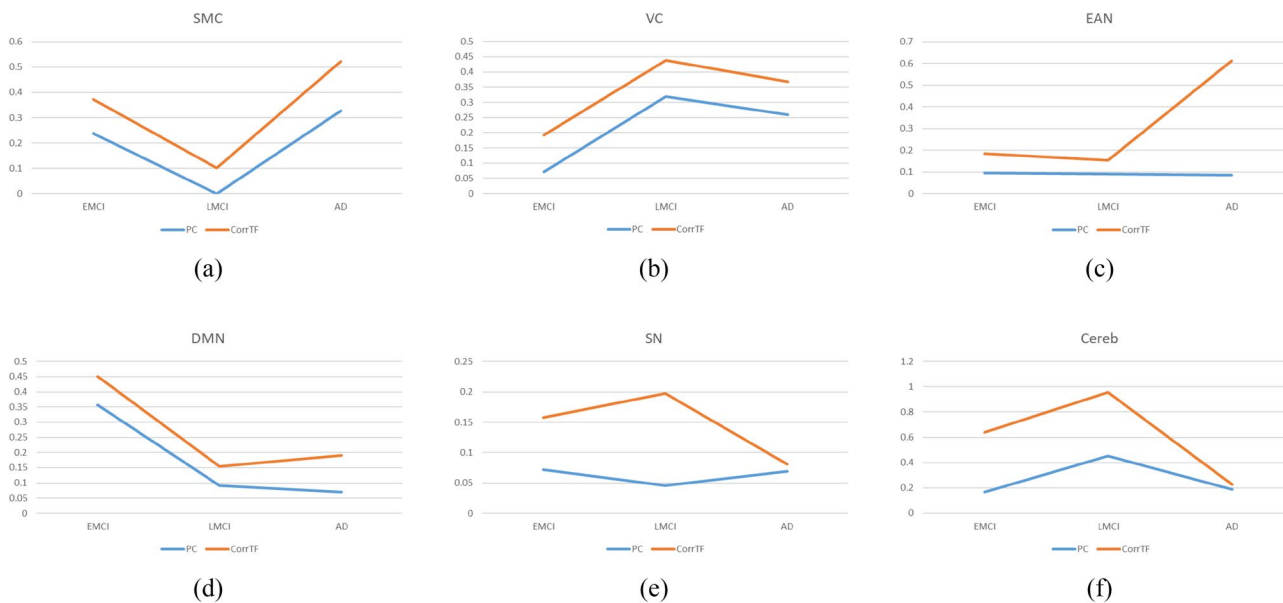 SMC
0.6
0.5
0.4
0.3
0.2
0.1
0
EMCI LMCI AD
PC CorrTF
(a)
VC
0.5
0.45
0.4
0.35
0.3
0.25
0.2
0.15
0.1
0.05
0
EMCI LMCI AD
PC CorrTF
(b)
EAN
0.7
0.6
0.5
0.4
0.3
0.2
0.1
0
EMCI LMCI AD
PC CorrTF
(c)
DMN
0.5
0.45
0.4
0.35
0.3
0.25
0.2
0.15
0.1
0.05
0
EMCI LMCI AD
PC CorrTF
(d)
SN
0.25
0.2
0.15
0.1
0.05
0
EMCI LMCI AD
PC CorrTF
(e)
Cereb
1.2
1
0.8
0.6
0.4
0.2
0
EMCI LMCI AD
PC CorrTF
(f)